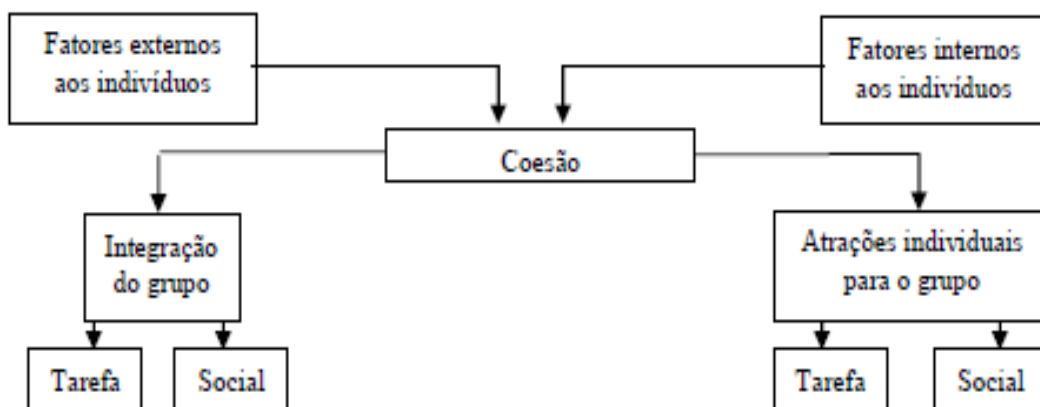 Fatores externos
aos indivíduos
Fatores internos
aos indivíduos
Coesão
Integração
do grupo
Atrações individuais
para o grupo
Tarefa
Social
Tarefa
Social